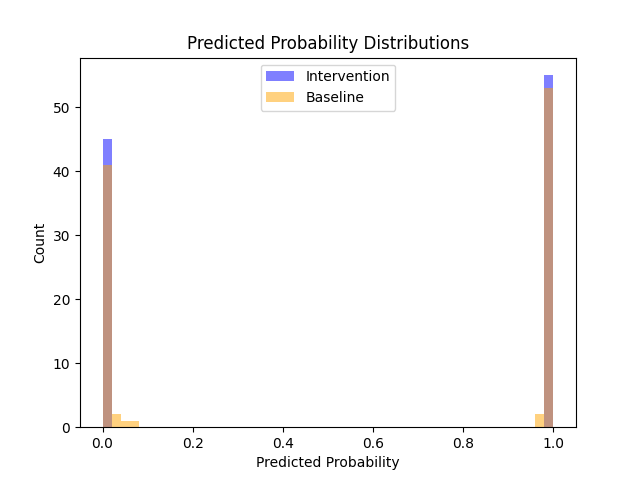 Predicted Probability Distributions
Intervention
Baseline
Count
50
40
30
20
10
0
0.0 0.2 0.4 0.6 0.8 1.0
Predicted Probability